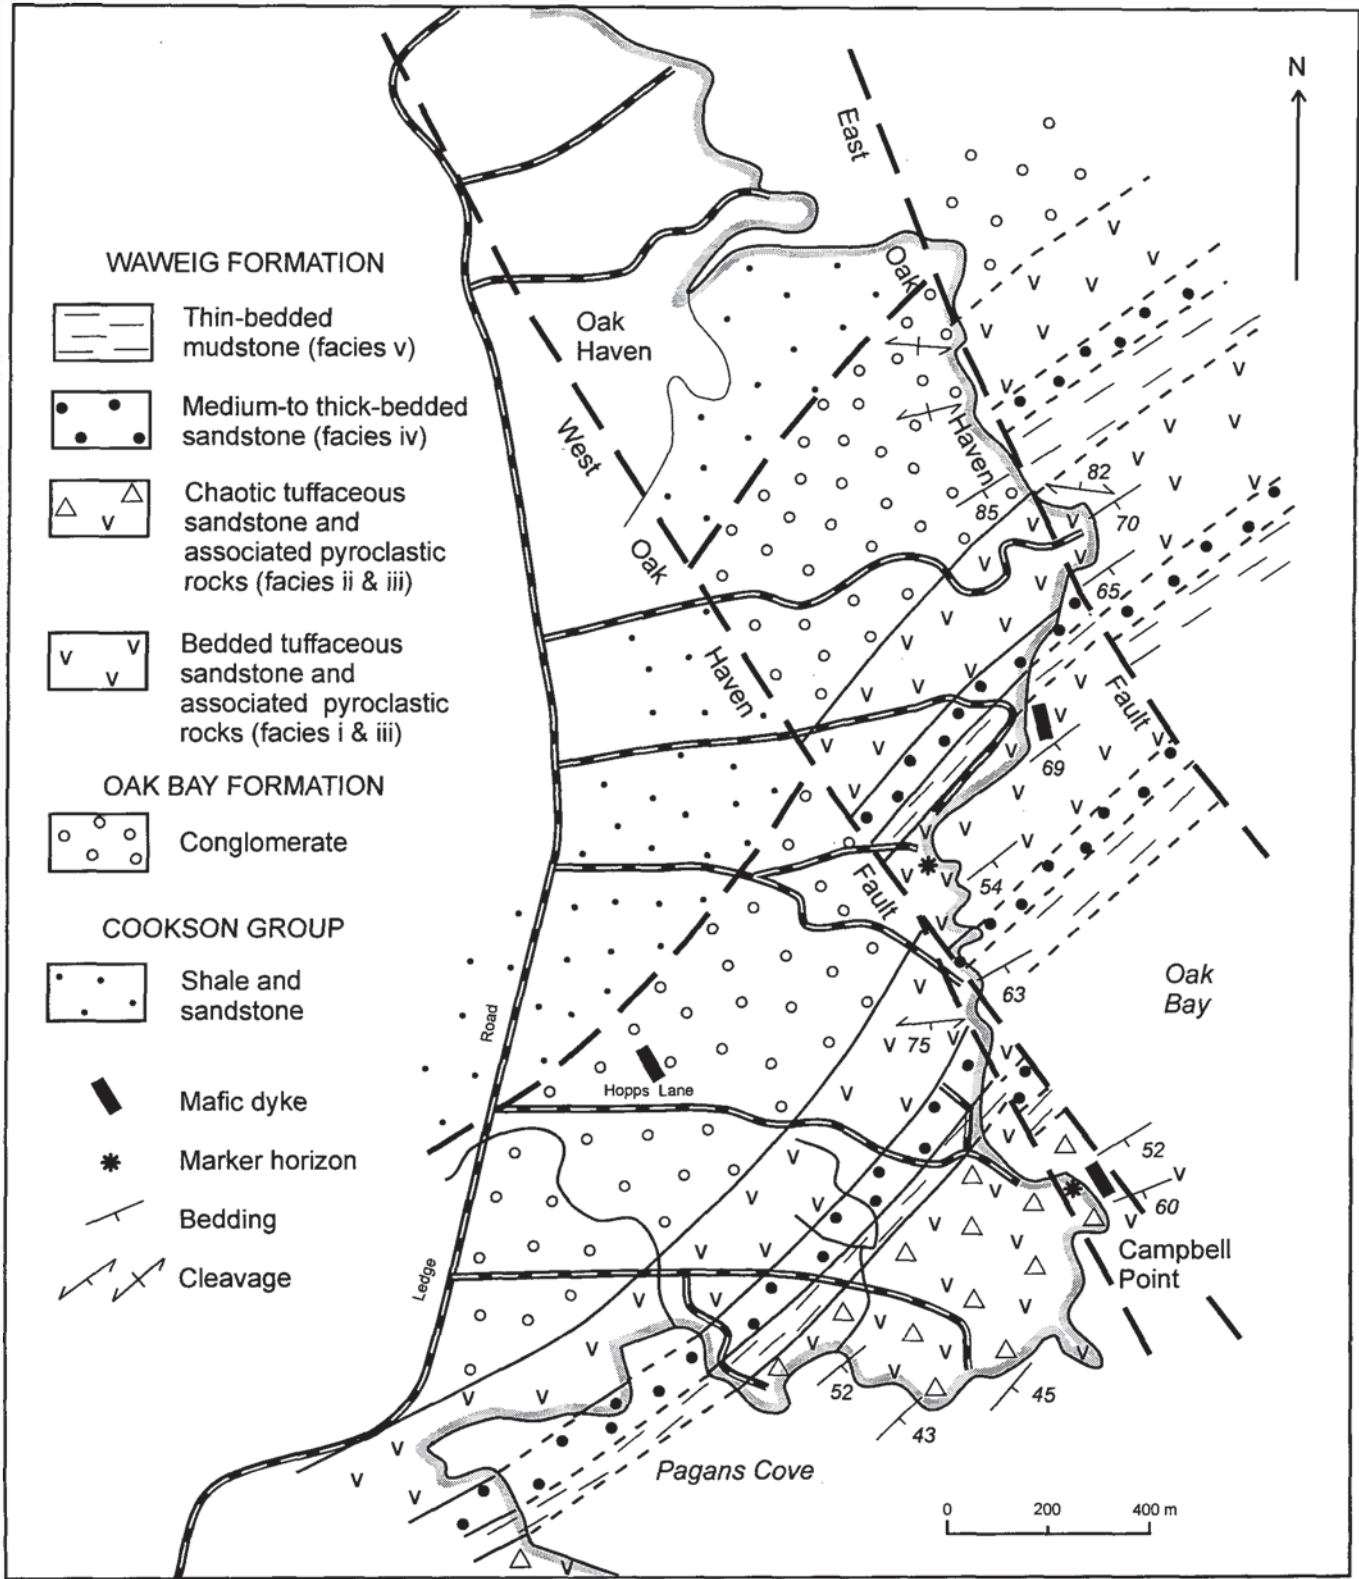 N
East
Oak
Haven
Fault
WAWEIG FORMATION
Thin-bedded
mudstone (facies v)
Medium-to thick-bedded
sandstone (facies iv)
Chaotic tuffaceous
sandstone and
associated pyroclastic
rocks (facies ii & iii)
Bedded tuffaceous
sandstone and
associated pyroclastic
rocks (facies i & iii)
OAK BAY FORMATION
Conglomerate
COOKSON GROUP
Shale and
sandstone
Mafic dyke
Marker horizon
Bedding
Cleavage
Oak
Haven
West
Oak
Haven
Fault
82
85
70
65
69
54
63
75
52
60
52
45
43
Oak
Bay
Road
Ledge
Hopps Lane
Campbell
Point
Pagans Cove
0 200 400 m